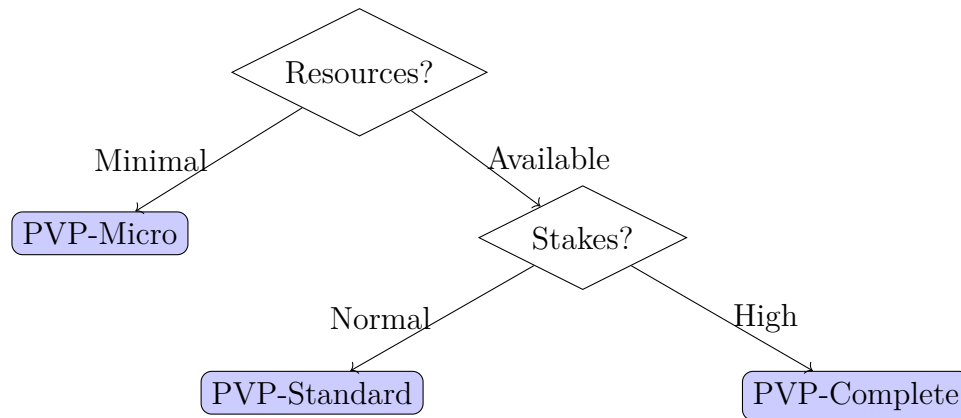 Resources?
Minimal
Available
PVP-Micro
Stakes?
Normal
High
PVP-Standard
PVP-Complete